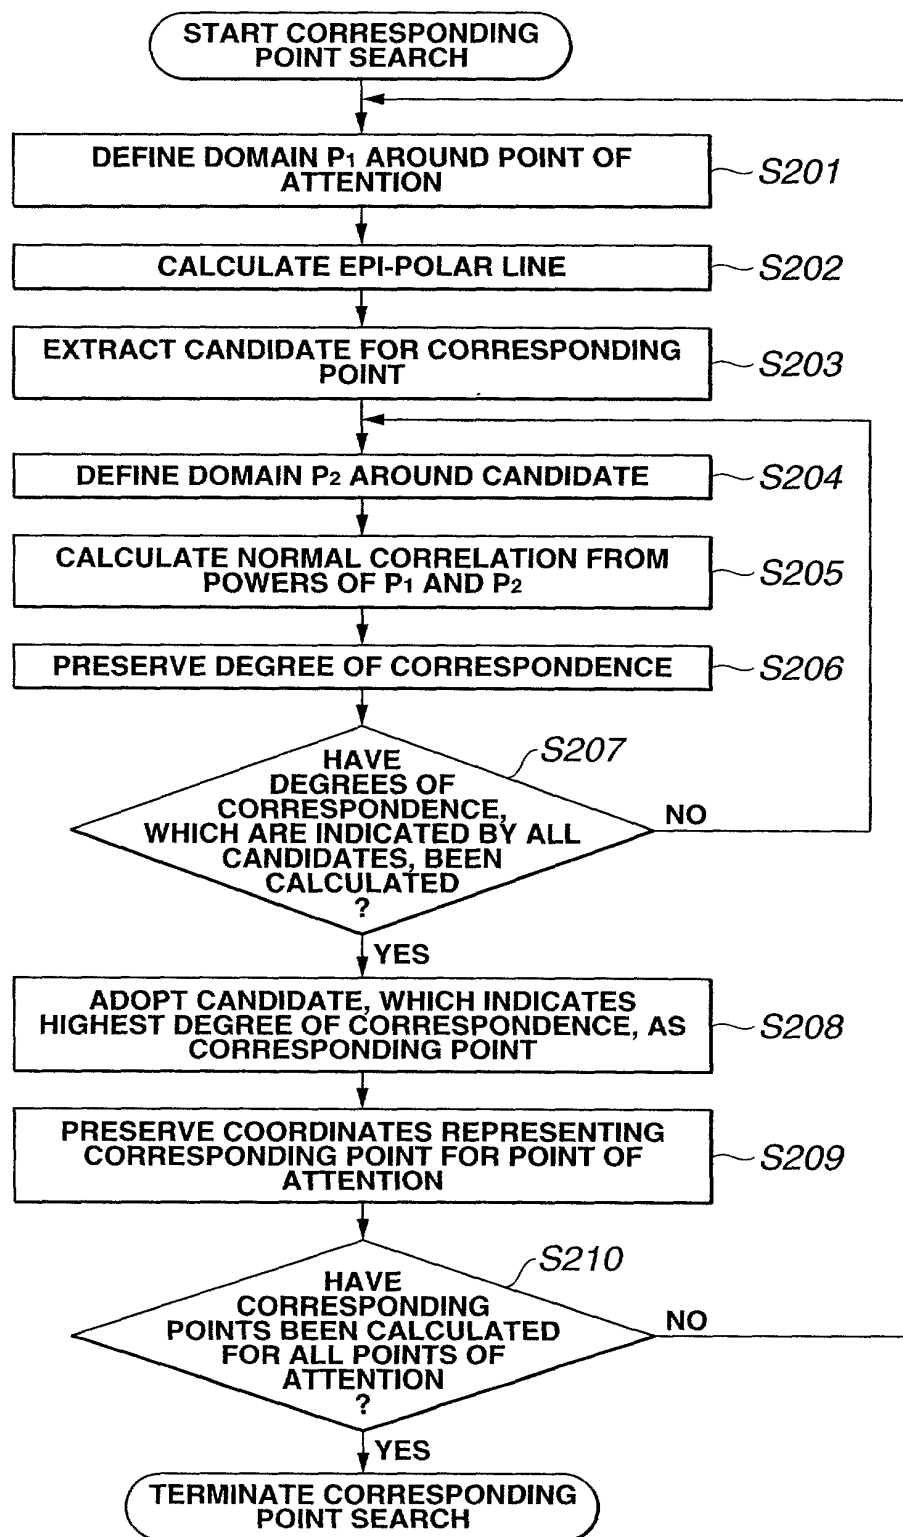 START CORRESPONDING
POINT SEARCH
DEFINE DOMAIN P1 AROUND POINT OF
ATTENTION
S201
CALCULATE EPI-POLAR LINE
S202
EXTRACT CANDIDATE FOR CORRESPONDING
POINT
S203
DEFINE DOMAIN P2 AROUND CANDIDATE
S204
CALCULATE NORMAL CORRELATION FROM
POWERS OF P1 AND P2
S205
PRESERVE DEGREE OF CORRESPONDENCE
S206
S207
HAVE
DEGREES OF
CORRESPONDENCE,
WHICH ARE INDICATED BY ALL
CANDIDATES, BEEN
CALCULATED
?
NO
YES
ADOPT CANDIDATE, WHICH INDICATES
HIGHEST DEGREE OF CORRESPONDENCE, AS
CORRESPONDING POINT
S208
PRESERVE COORDINATES REPRESENTING
CORRESPONDING POINT FOR POINT OF
ATTENTION
S209
S210
HAVE
CORRESPONDING
POINTS BEEN CALCULATED
FOR ALL POINTS OF
ATTENTION
?
NO
YES
TERMINATE CORRESPONDING
POINT SEARCH